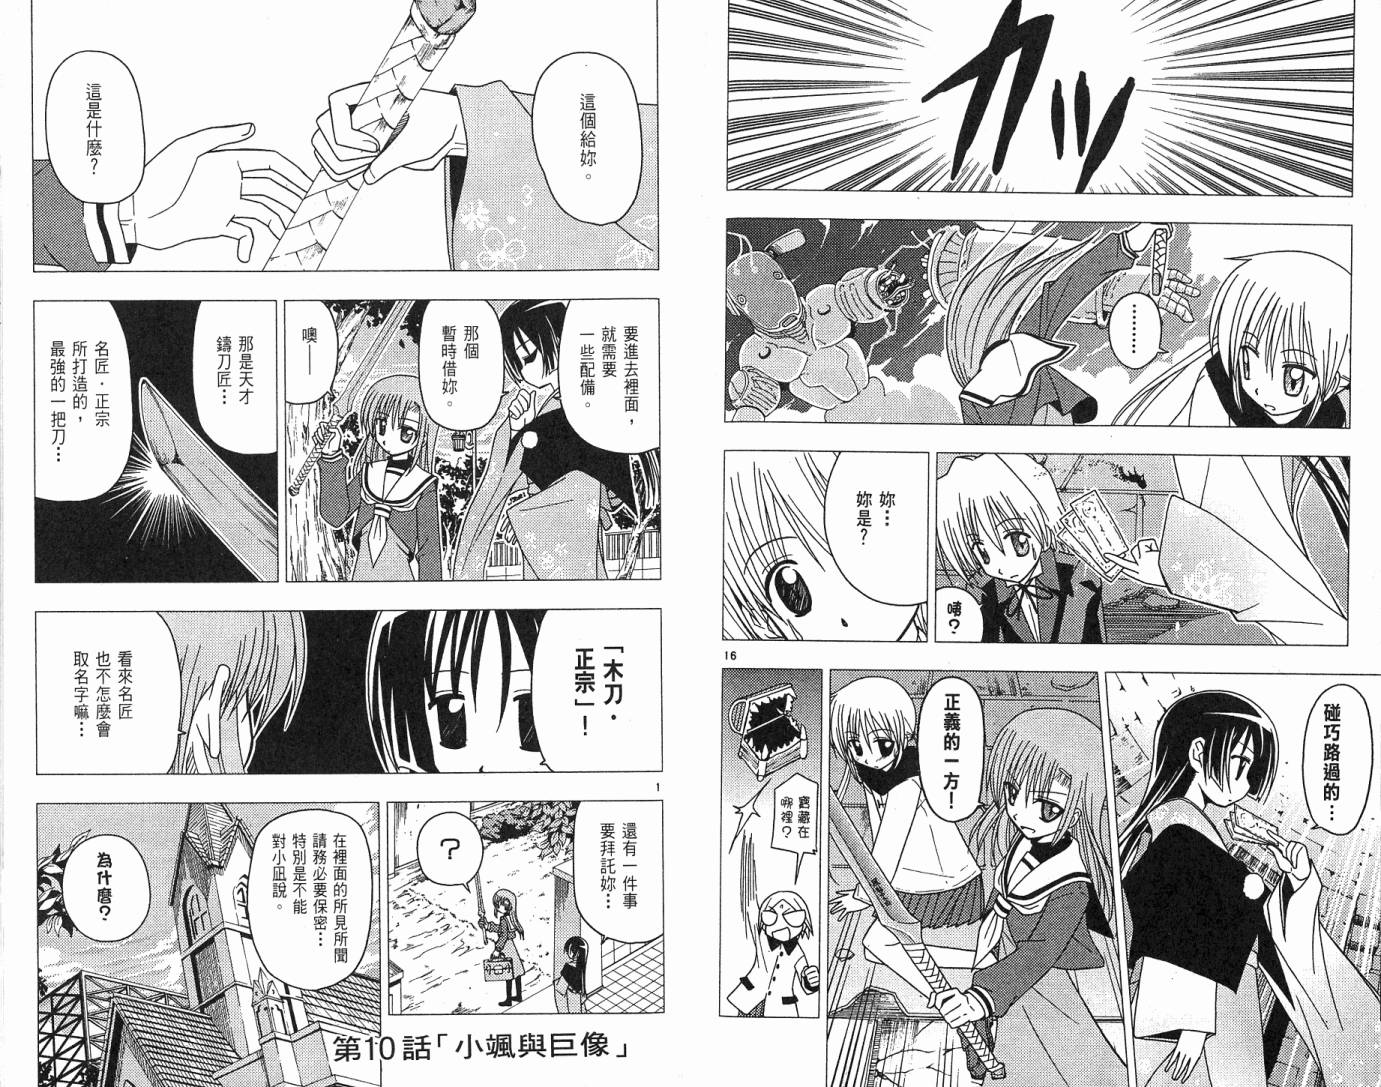 カッ
………
嘻?
妳…
妳是?
16
碰巧路過的…
正義的一方!
寶藏在
哪裡?
這個給妳。
這是什麼?
要進去裡面,
就需要
一些配備。
那個
暫時借妳。
噢——
那是天才
鑄刀匠…
名匠·正宗
所打造的,
最強的一把刀…
「木刀·
正宗」!
看來名匠
也不怎麼會
取名字嘛…
1
還有一件事
要拜託妳…
?
在裡面的所見所聞
請務必要保密…
特別是不能
對小凪說。
為什麼?
第10話「小颯與巨像」